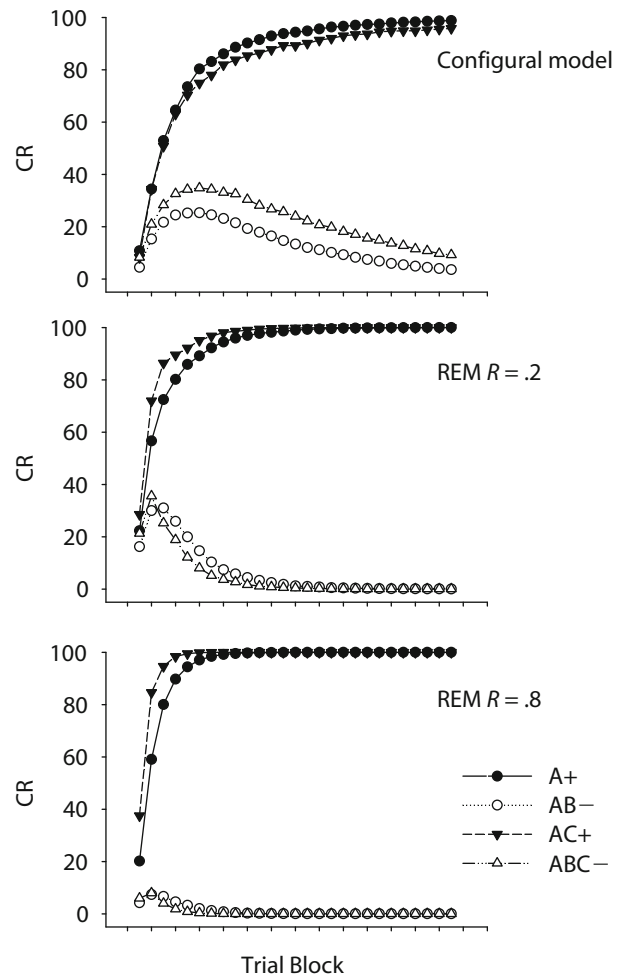 100
80
60
40
20
0
CR
Configural model
100
80
60
40
20
0
CR
REM R = .2
100
80
60
40
20
0
CR
REM R = .8
A+
AB−
AC+
ABC−
Trial Block